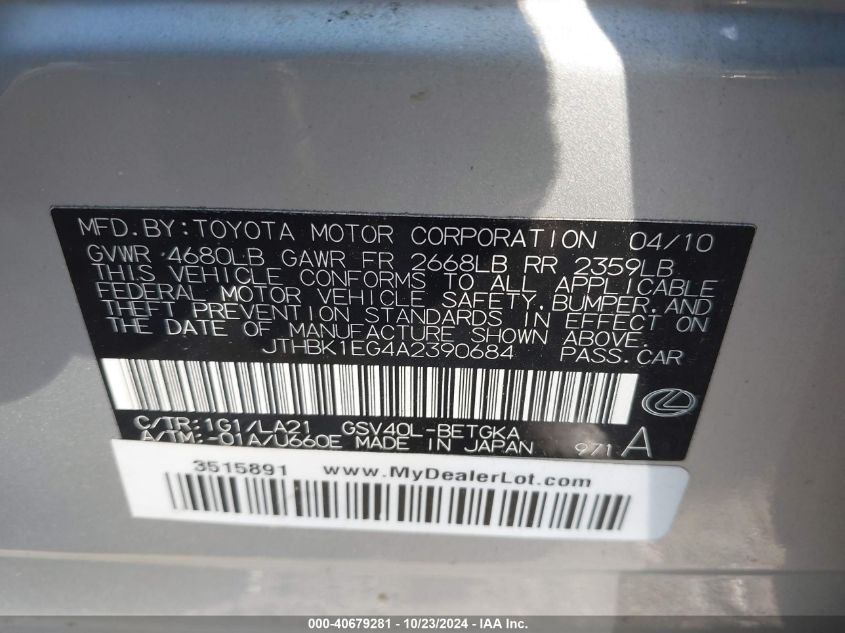 MFD.BY:TOYOTA MOTOR CORPORATION 04/10
GVWR 4680LB GAWR FR 2668LB RR 2359LB
THIS VEHICLE CONFORMS TO ALL APPLICABLE
FEDERAL MOTOR VEHICLE SAFETY,BUMPER,AND
THEFT PREVENTION STANDARDS IN EFFECT ON
THE DATE OF MANUFACTURE SHOWN ABOVE.
JTHBK1EG4A2390684 PASS.CAR
C/TR:1G1/LA21 GSV40L-BETGKA
A/TM:-01A/U660E MADE IN JAPAN 971 A
3515891 www.MyDealerLot.com
000-40679281 - 10/23/2024 - IAA Inc.